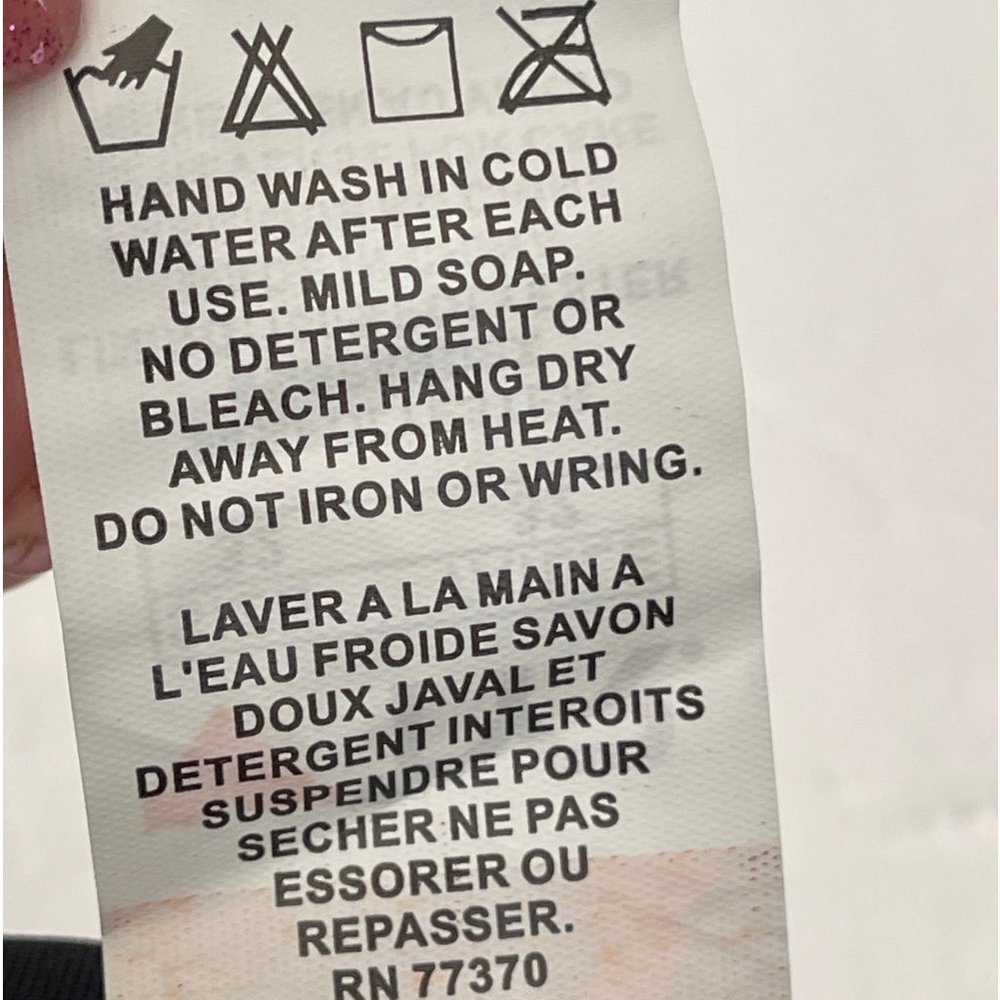 HAND WASH IN COLD
WATER AFTER EACH
USE. MILD SOAP.
NO DETERGENT OR
BLEACH. HANG DRY
AWAY FROM HEAT.
DO NOT IRON OR WRING.
LAVER A LA MAIN A
L'EAU FROIDE SAVON
DOUX JAVAL ET
DETERGENT INTEROITS
SUSPENDRE POUR
SECHER NE PAS
ESSORER OU
REPASSER.
RN 77370